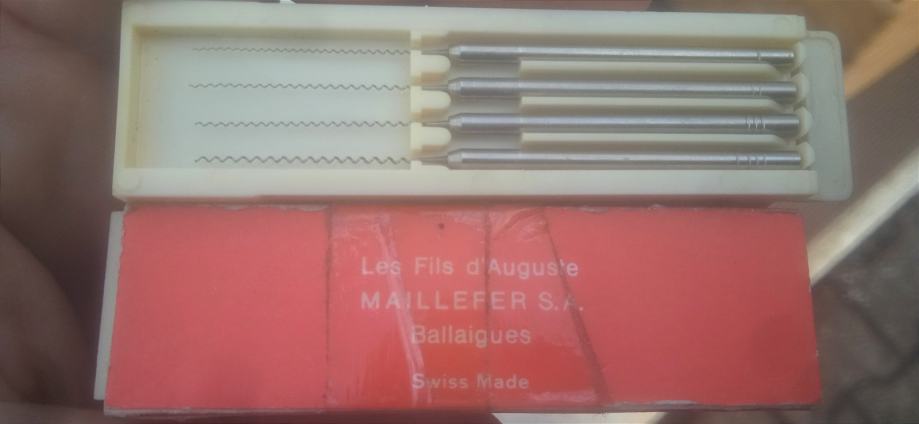 Les Fils d'Auguste
MAILLEFER S.A.
Ballaigues
Swiss Made